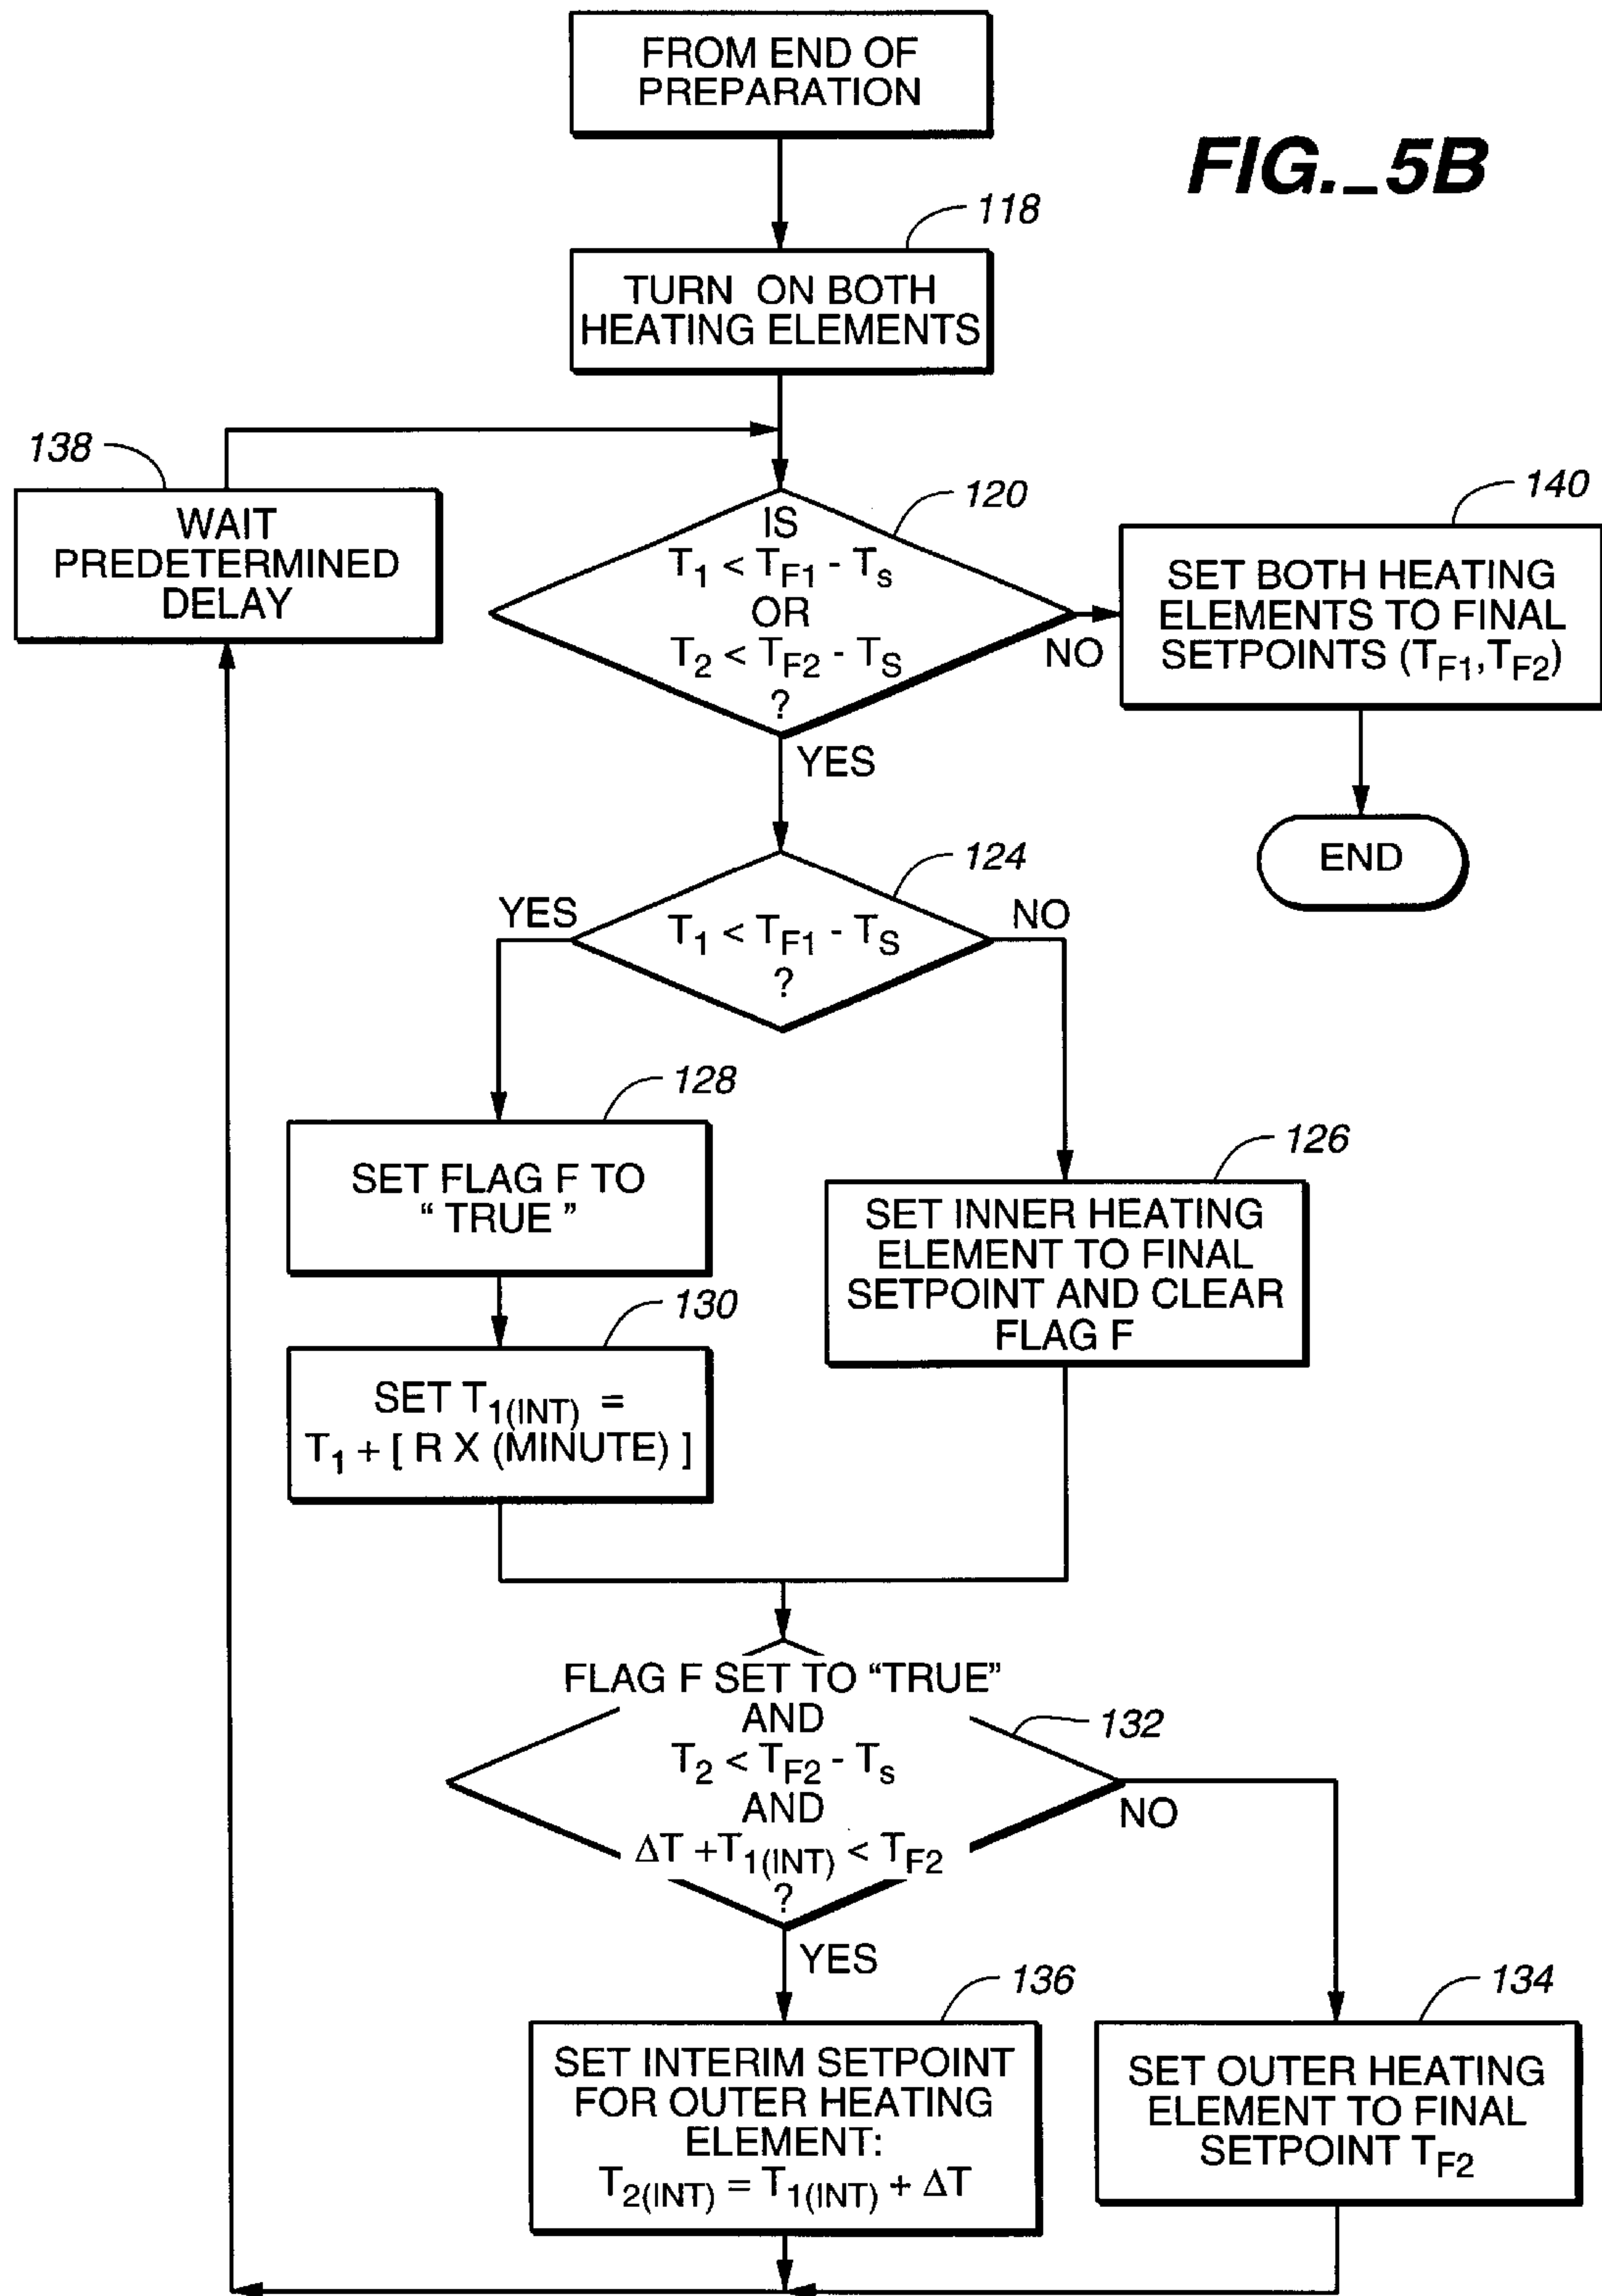 FROM END OF
PREPARATION
FIG._5B
118
TURN ON BOTH
HEATING ELEMENTS
138
WAIT
PREDETERMINED
DELAY
120
IS
T1 < TF1 - Ts
OR
T2 < TF2 - TS
?
NO
YES
140
SET BOTH HEATING
ELEMENTS TO FINAL
SETPOINTS (TF1,TF2)
END
124
YES
T1 < TF1 - TS
?
NO
128
SET FLAG F TO
“ TRUE ”
126
SET INNER HEATING
ELEMENT TO FINAL
SETPOINT AND CLEAR
FLAG F
130
SET T1(INT) =
T1 + [ R X (MINUTE) ]
132
FLAG F SET TO “TRUE”
AND
T2 < TF2 - Ts
AND
ΔT +T1(INT) < TF2
?
NO
YES
136
SET INTERIM SETPOINT
FOR OUTER HEATING
ELEMENT:
T2(INT) = T1(INT) + ΔT
134
SET OUTER HEATING
ELEMENT TO FINAL
SETPOINT TF2